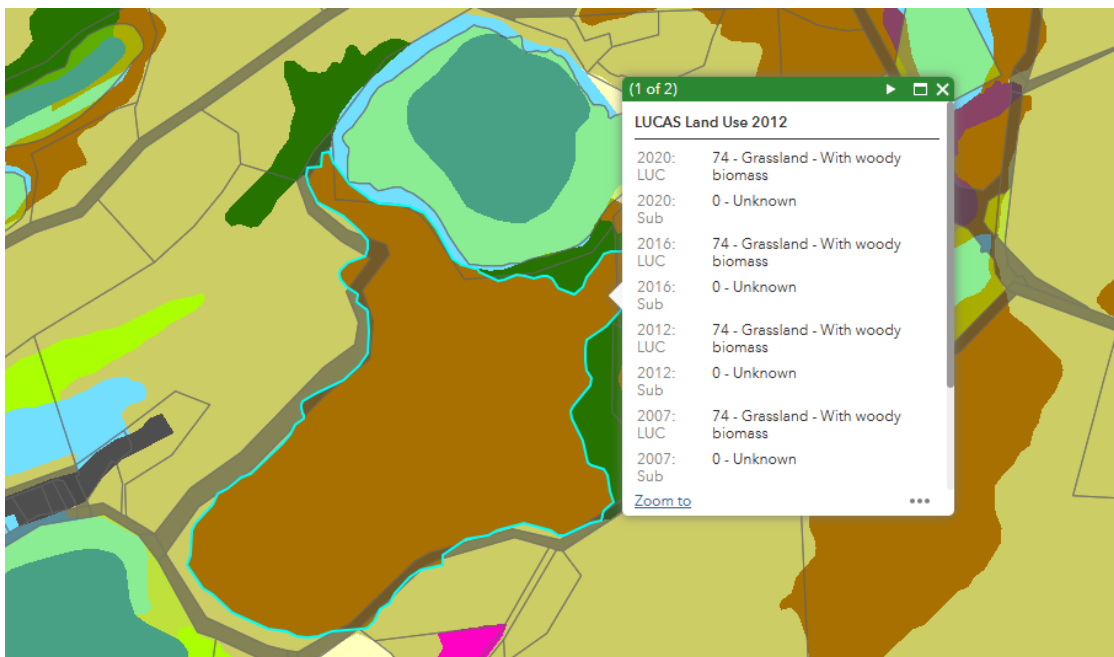 (1 of 2)
LUCAS Land Use 2012
2020: LUC 74 - Grassland - With woody biomass
2020: Sub 0 - Unknown
2016: LUC 74 - Grassland - With woody biomass
2016: Sub 0 - Unknown
2012: LUC 74 - Grassland - With woody biomass
2012: Sub 0 - Unknown
2007: LUC 74 - Grassland - With woody biomass
2007: Sub 0 - Unknown
Zoom to